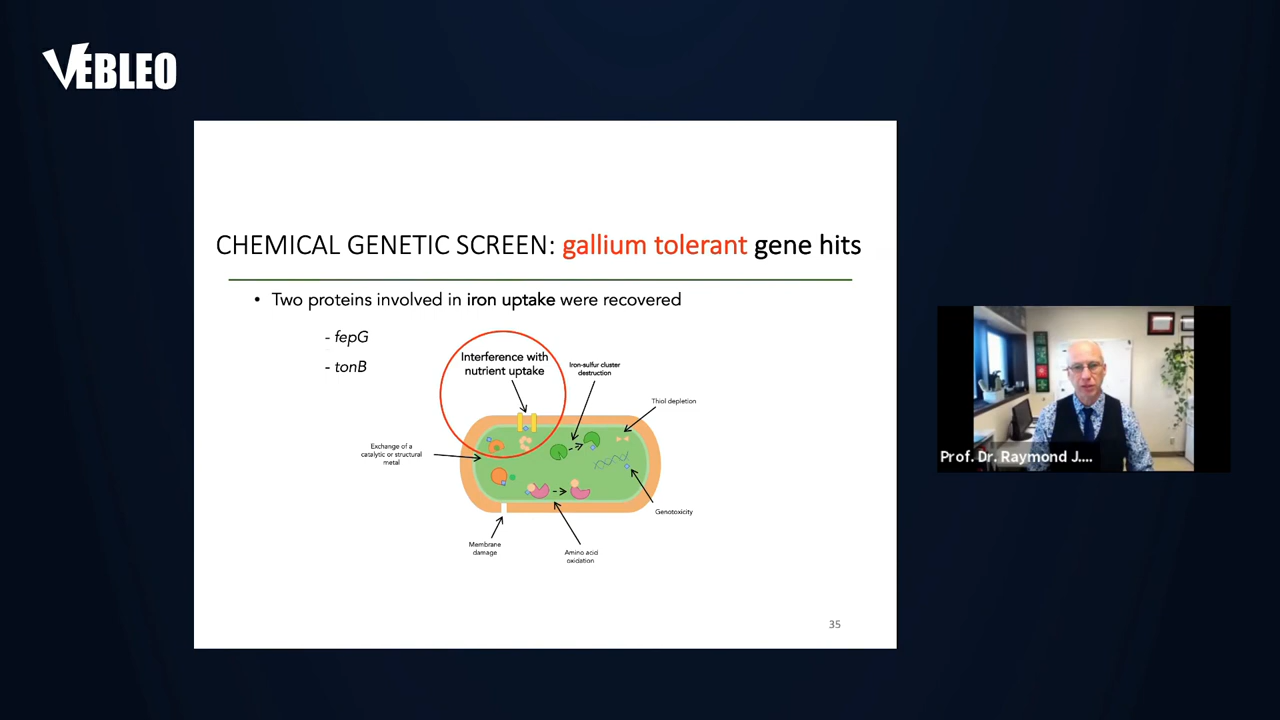 VEBLEO
CHEMICAL GENETIC SCREEN: gallium tolerant gene hits
• Two proteins involved in iron uptake were recovered
- fepG
- tonB
Interference with
nutrient uptake
Iron-sulfur cluster
destruction
Thiol depletion
Exchange of a
catalytic or structural
metal
Genotoxicity
Membrane
damage
Amino acid
oxidation
35
Prof. Dr. Raymond J....